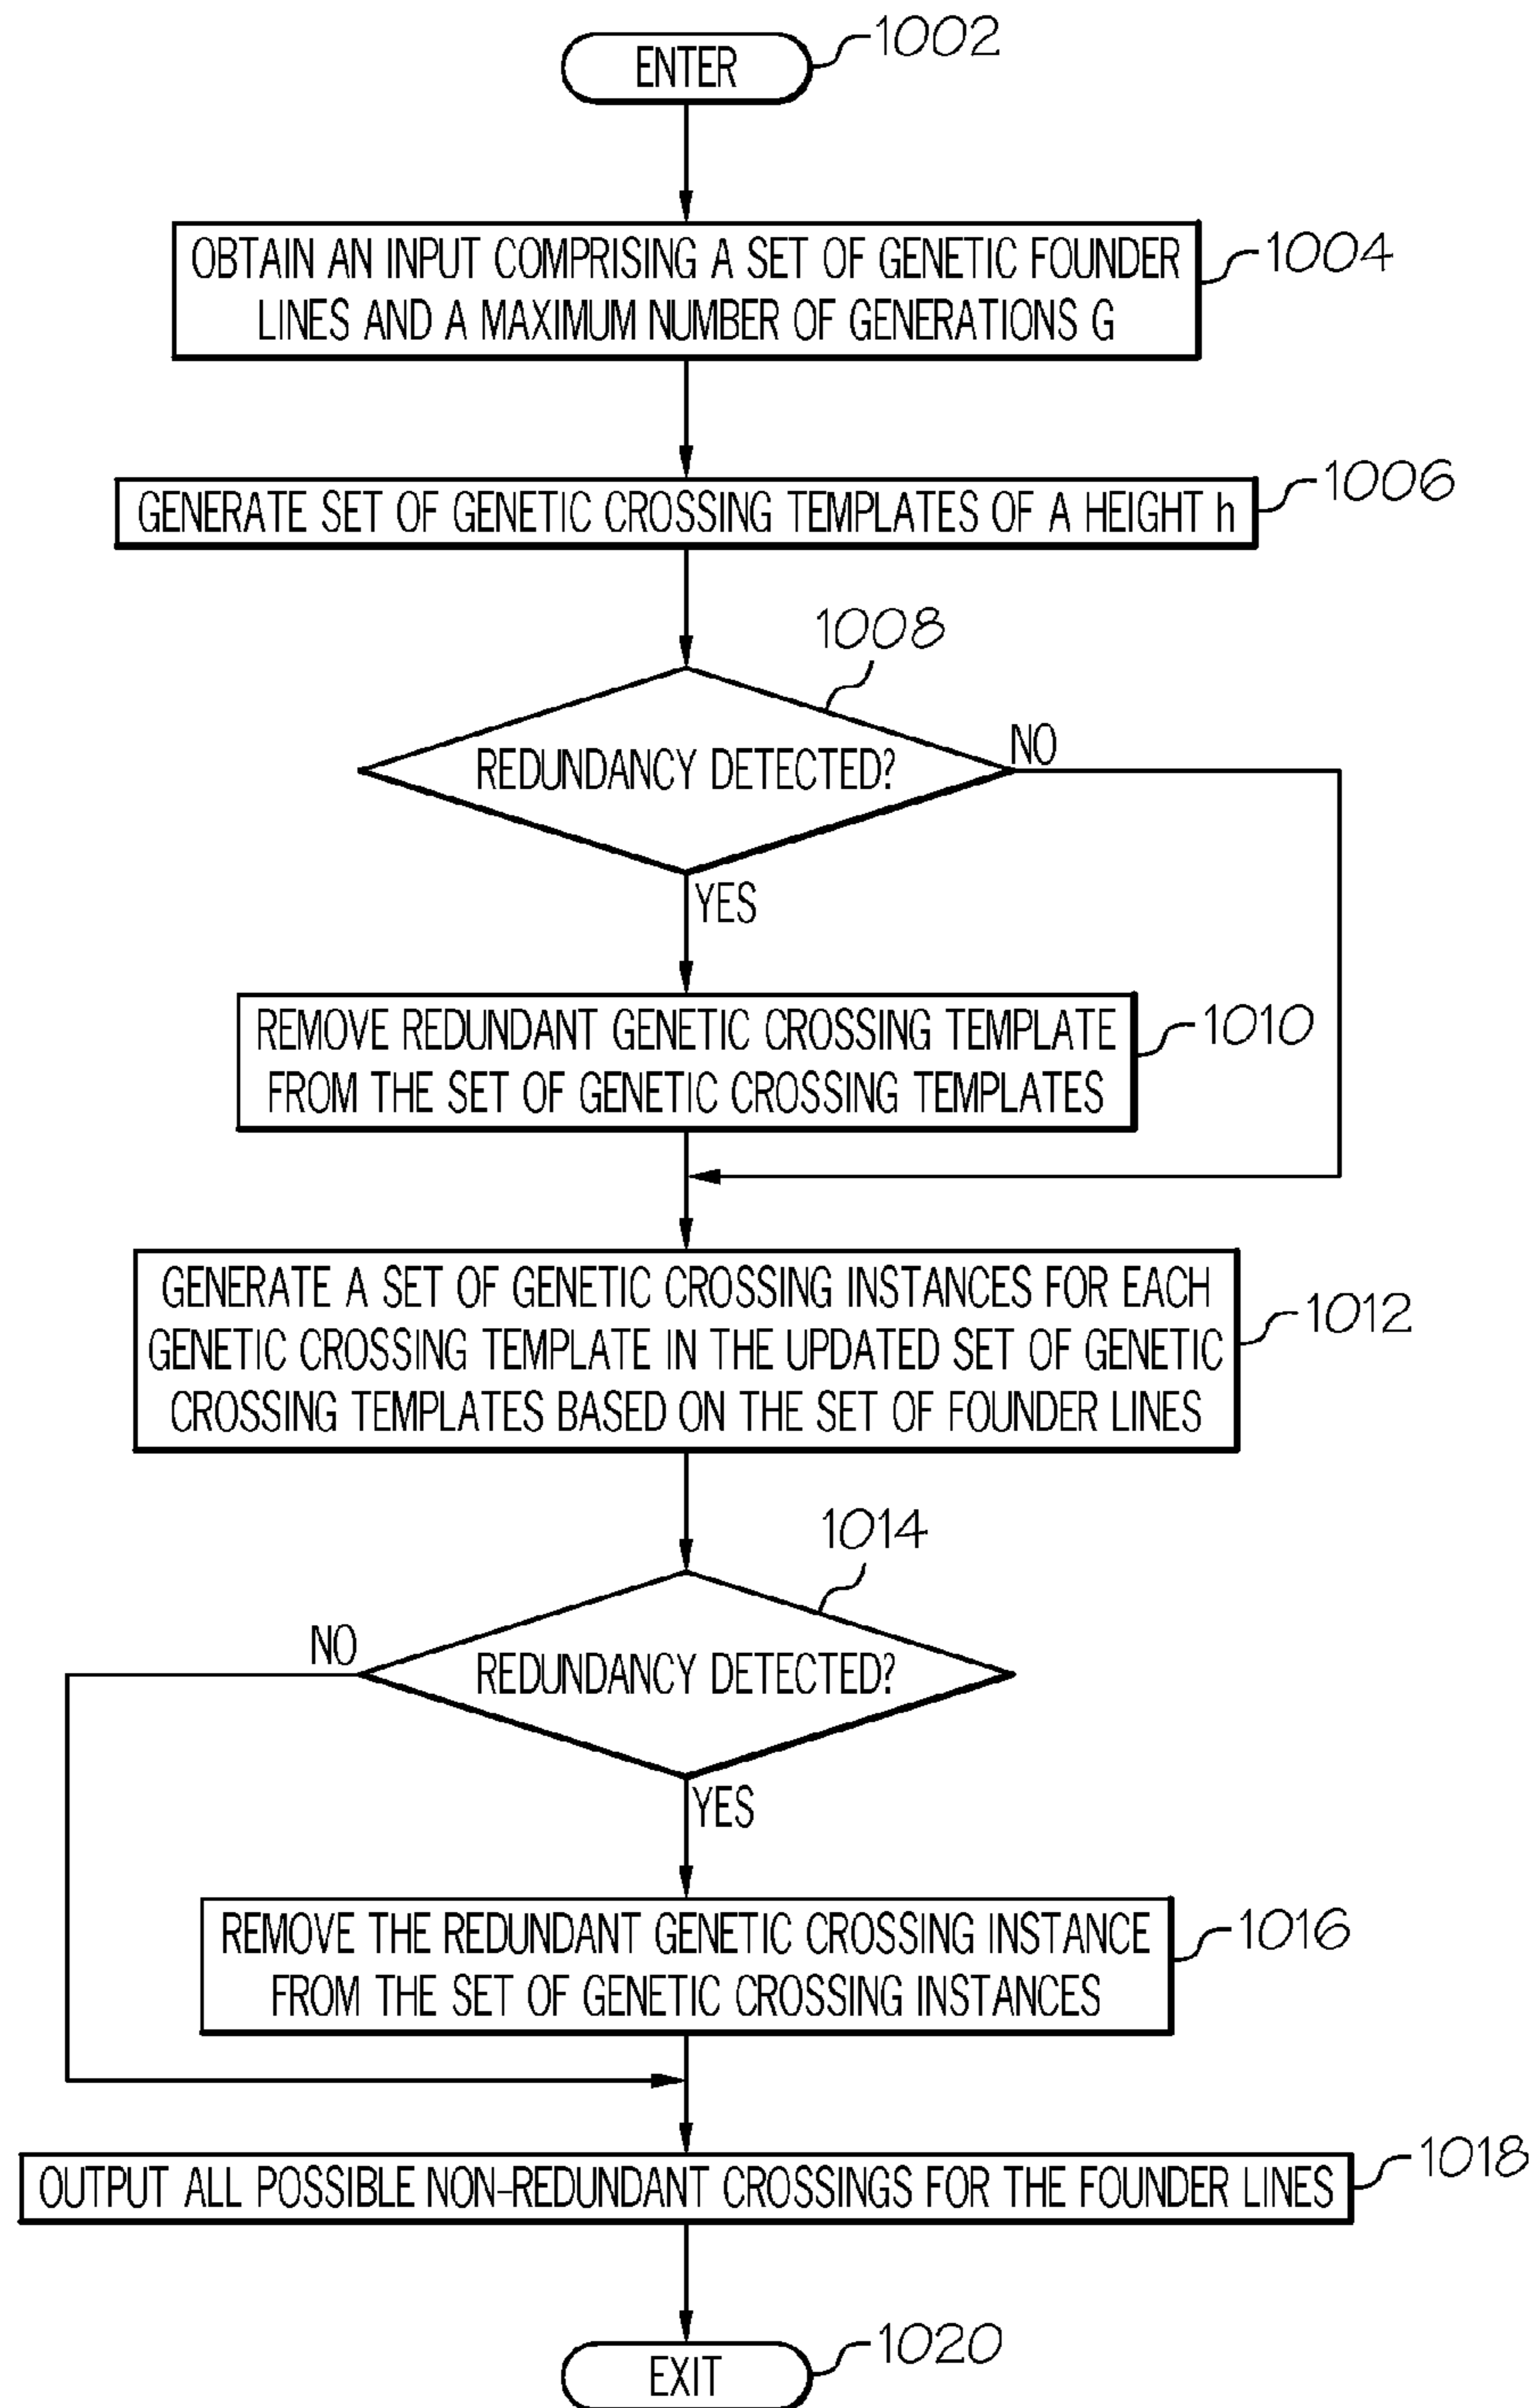 ENTER
1002
OBTAIN AN INPUT COMPRISING A SET OF GENETIC FOUNDER
LINES AND A MAXIMUM NUMBER OF GENERATIONS G
1004
GENERATE SET OF GENETIC CROSSING TEMPLATES OF A HEIGHT h
1006
1008
REDUNDANCY DETECTED?
NO
YES
REMOVE REDUNDANT GENETIC CROSSING TEMPLATE
FROM THE SET OF GENETIC CROSSING TEMPLATES
1010
GENERATE A SET OF GENETIC CROSSING INSTANCES FOR EACH
GENETIC CROSSING TEMPLATE IN THE UPDATED SET OF GENETIC
CROSSING TEMPLATES BASED ON THE SET OF FOUNDER LINES
1012
1014
NO
REDUNDANCY DETECTED?
YES
REMOVE THE REDUNDANT GENETIC CROSSING INSTANCE
FROM THE SET OF GENETIC CROSSING INSTANCES
1016
OUTPUT ALL POSSIBLE NON-REDUNDANT CROSSINGS FOR THE FOUNDER LINES
1018
EXIT
1020